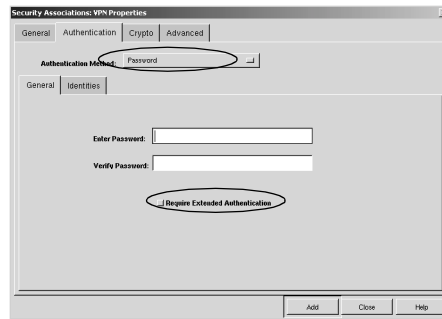 Security Associations: VPN Properties
General Authentication Crypto Advanced
Authentication Method: Password
General Identities
Enter Password:
Verify Password:
Require Extended Authentication
Add Close Help